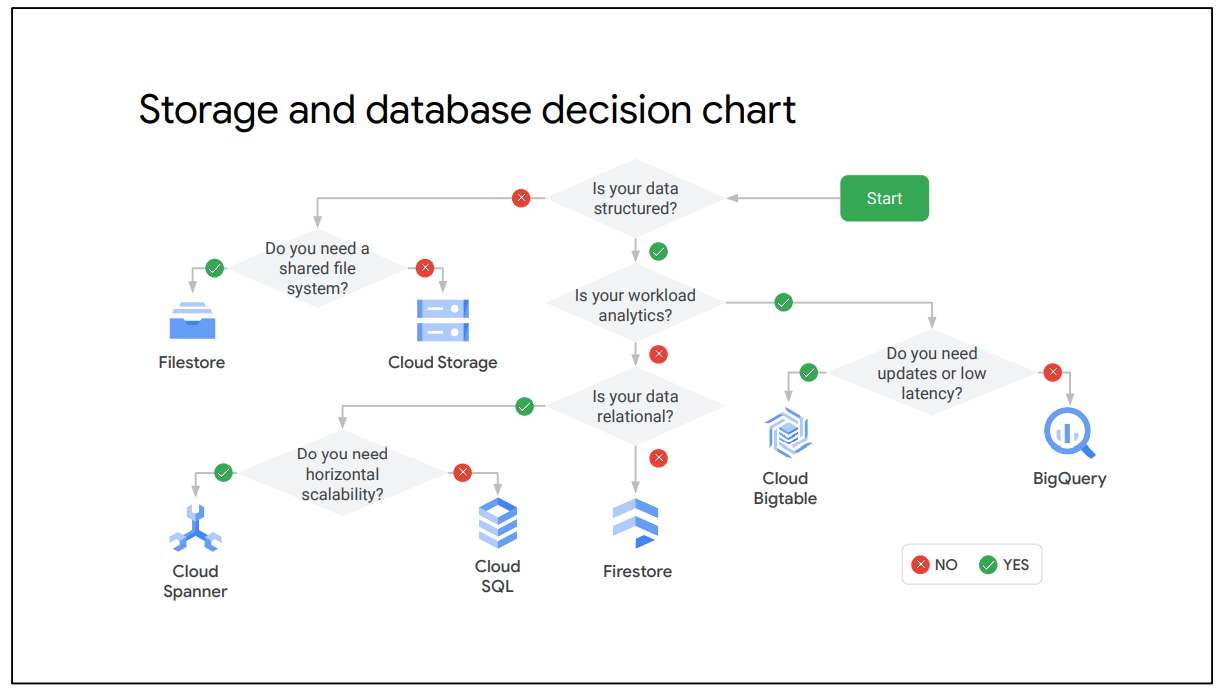 Storage and database decision chart
Is your data
structured?
Start
Do you need a
shared file
system?
Is your workload
analytics?
Filestore
Cloud Storage
Do you need
updates or low
latency?
Is your data
relational?
Do you need
horizontal
scalability?
Cloud
Bigtable
BigQuery
Cloud
Spanner
Cloud
SQL
Firestore
NO
YES